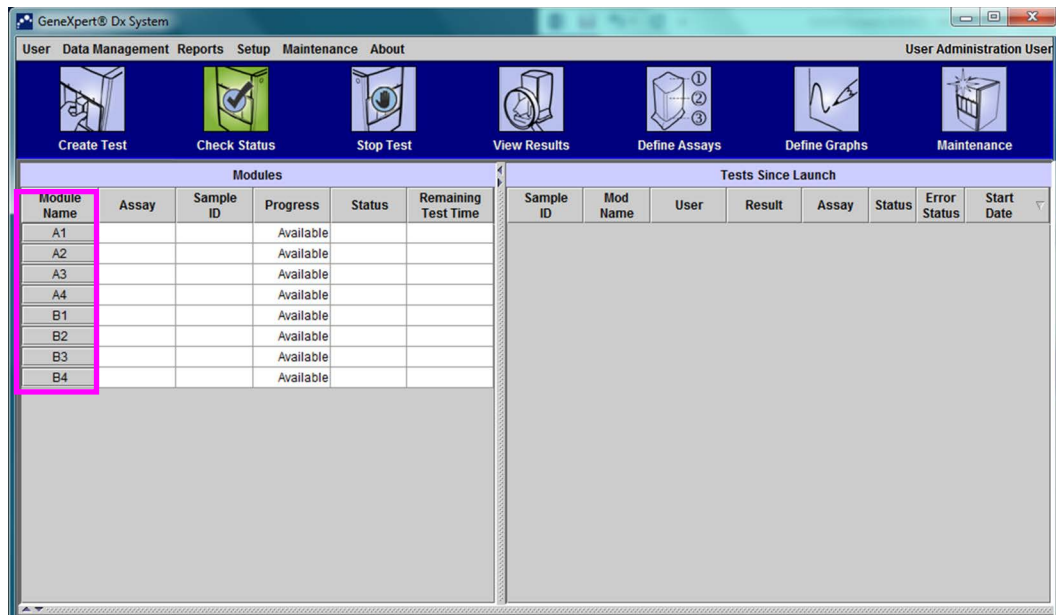 GeneXpert® Dx System
User Data Management Reports Setup Maintenance About User Administration User
① 
②
③
Create Test Check Status Stop Test View Results Define Assays Define Graphs Maintenance
Modules Tests Since Launch
Module Name Assay Sample ID Progress Status Remaining Test Time Sample ID Mod Name User Result Assay Status Error Status Start Date
A1 Available
A2 Available
A3 Available
A4 Available
B1 Available
B2 Available
B3 Available
B4 Available